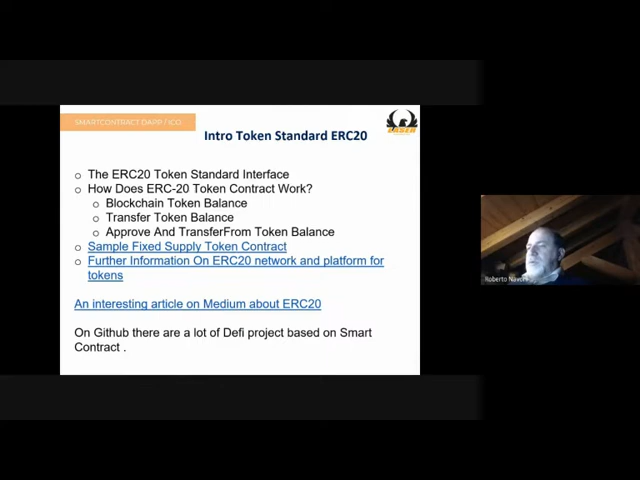 SMARTCONTRACT DAPP / ICO
Intro Token Standard ERC20
LASER
The ERC20 Token Standard Interface
How Does ERC-20 Token Contract Work?
Blockchain Token Balance
Transfer Token Balance
Approve And TransferFrom Token Balance
Sample Fixed Supply Token Contract
Further Information On ERC20 network and platform for
tokens
An interesting article on Medium about ERC20
On Github there are a lot of Defi project based on Smart
Contract .
Roberto Navoni